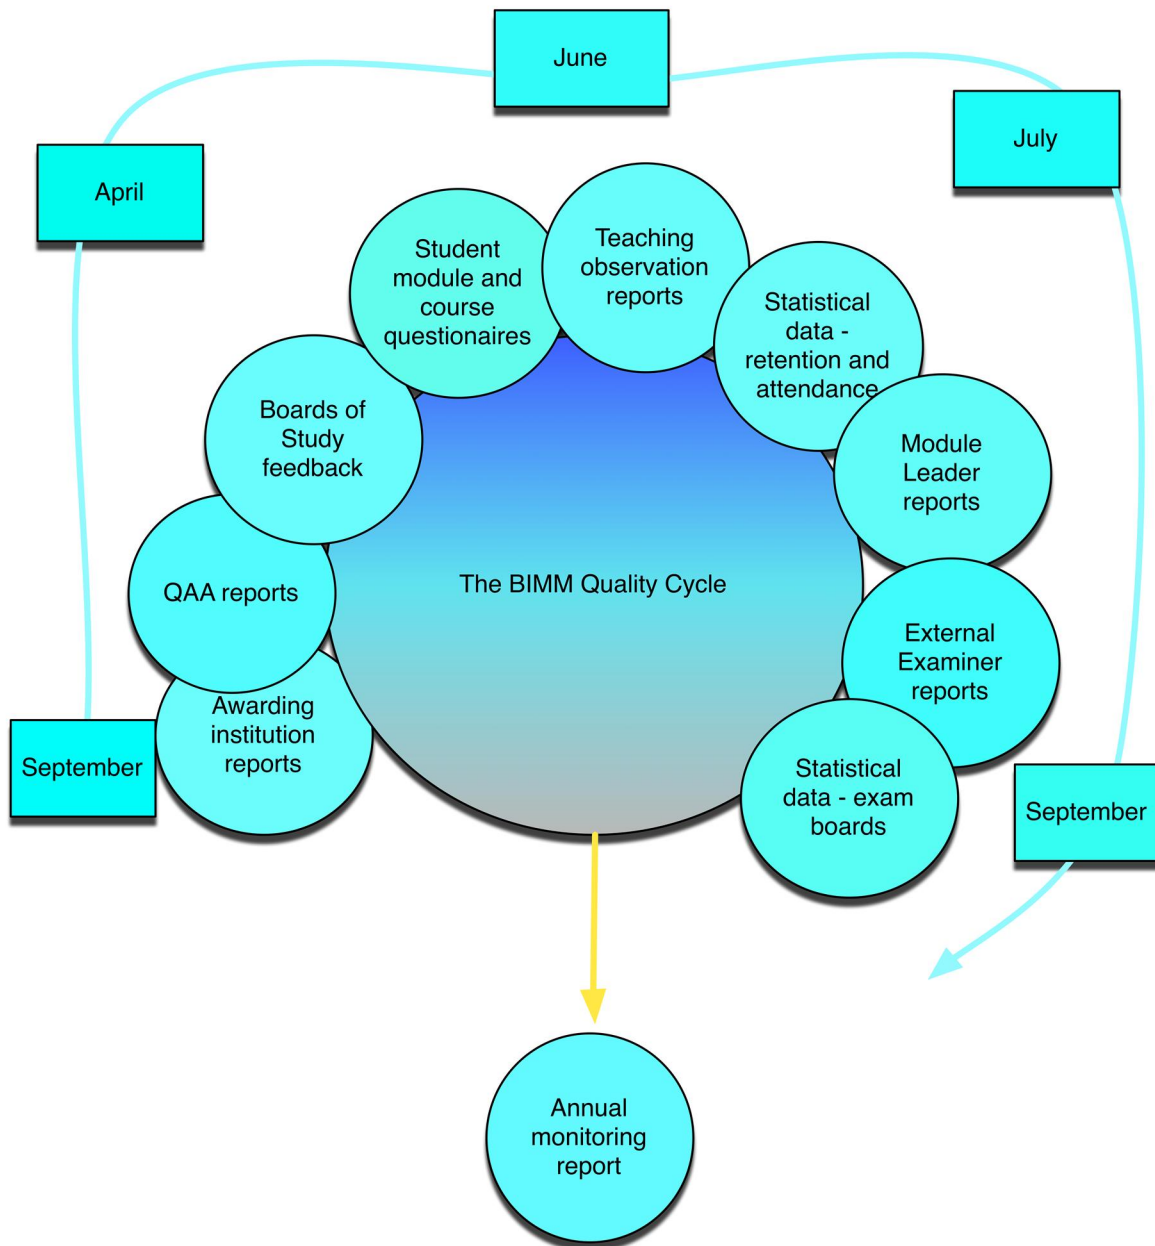 June
July
April
Student
module and
course
questionaires
Teaching
observation
reports
Statistical
data -
retention and
attendance
Boards of
Study
feedback
Module
Leader
reports
QAA reports
The BIMM Quality Cycle
External
Examiner
reports
Awarding
institution
reports
September
Statistical
data - exam
boards
September
Annual
monitoring
report